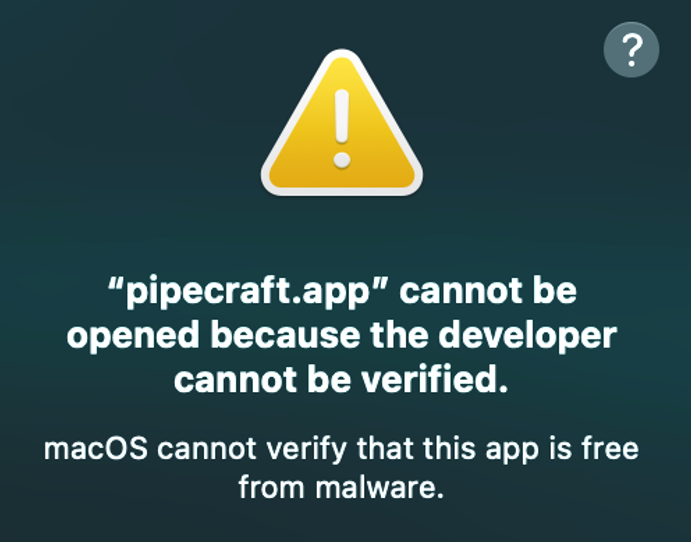 ?
“pipecraft.app” cannot be
opened because the developer
cannot be verified.
macOS cannot verify that this app is free
from malware.